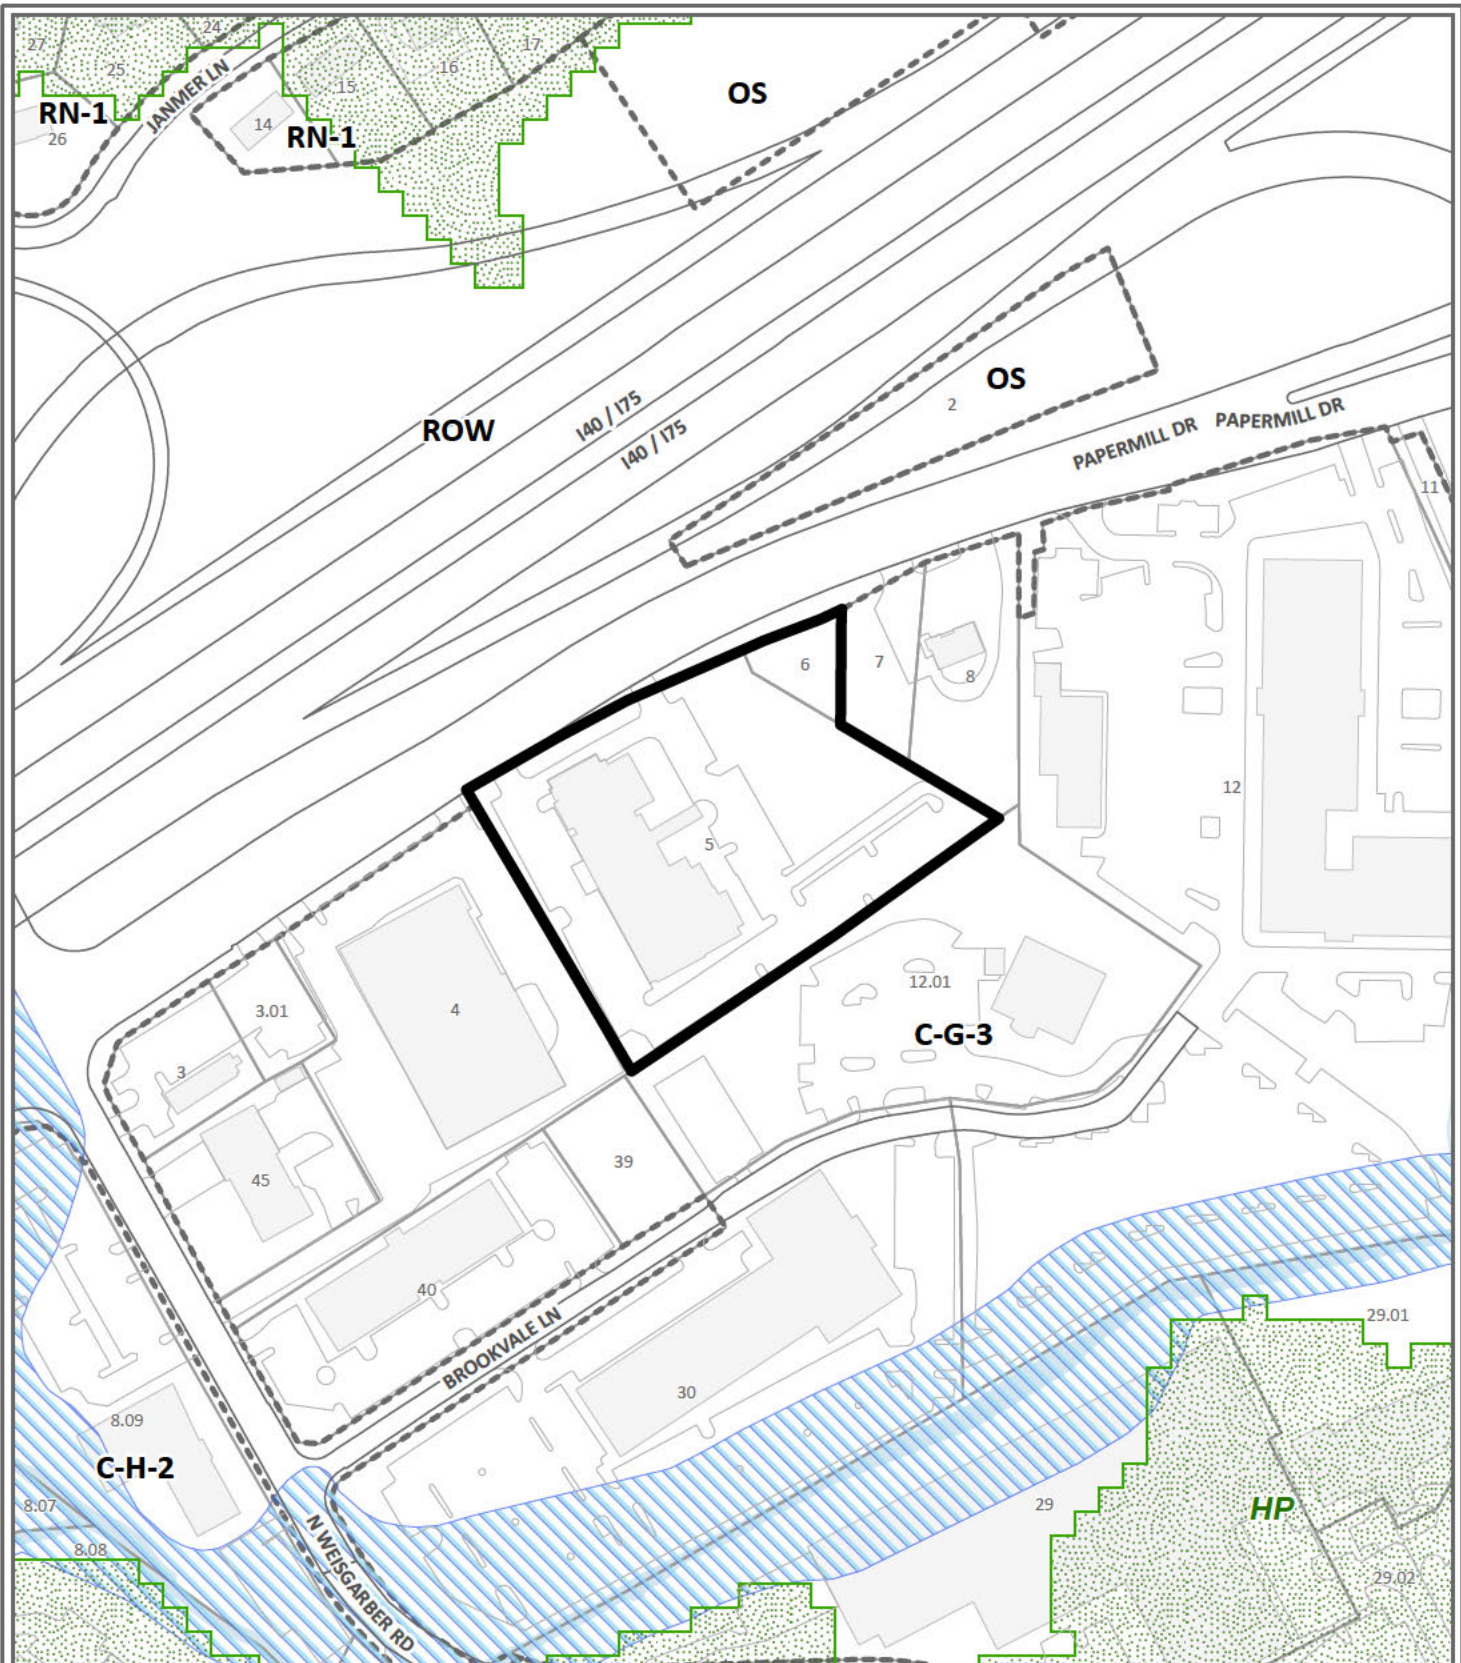 24
27
17
25
16
JANMER LN
15
OS
RN-1
14
RN-1
26
OS
2
I40 / I75
PAPERMILL DR
PAPERMILL DR
ROW
I40 / I75
11
6
7
8
12
5
12.01
3.01
4
C-G-3
3
39
45
40
29.01
BROOKVALE LN
30
8.09
C-H-2
8.07
29
HP
8.08
N WEISGARBER RD
29.02